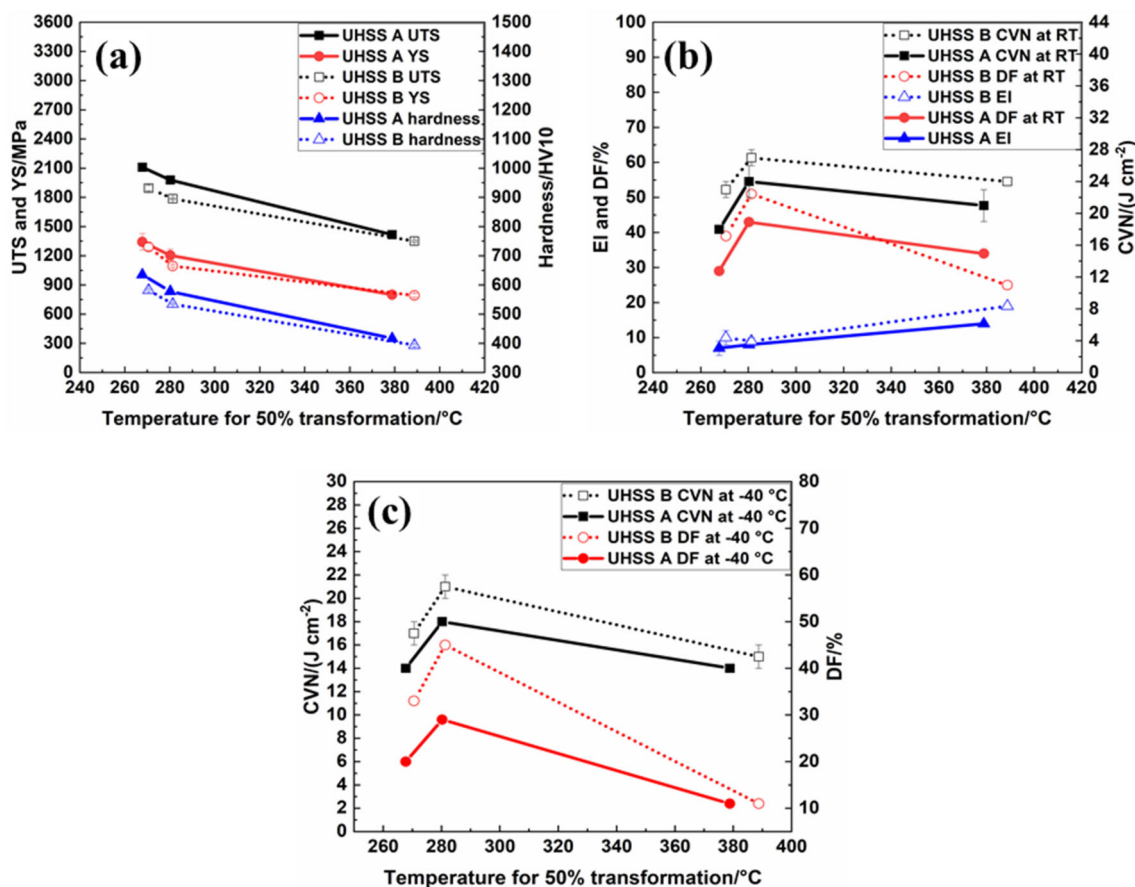 (a)
UHSS A UTS
UHSS A YS
UHSS B UTS
UHSS B YS
UHSS A hardness
UHSS B hardness
UTS and YS/MPa
3600
3300
3000
2700
2400
2100
1800
1500
1200
900
600
300
0
Hardness/HV10
1500
1400
1300
1200
1100
1000
900
800
700
600
500
400
300
240 260 280 300 320 340 360 380 400 420
Temperature for 50% transformation/°C
(b)
UHSS B CVN at RT
UHSS A CVN at RT
UHSS B DF at RT
UHSS B EI
UHSS A DF at RT
UHSS A EI
EI and DF/%
100
90
80
70
60
50
40
30
20
10
0
CVN/(J cm-2)
44
40
36
32
28
24
20
16
12
8
4
0
240 260 280 300 320 340 360 380 400 420
Temperature for 50% transformation/°C
(c)
UHSS B CVN at -40 °C
UHSS A CVN at -40 °C
UHSS B DF at -40 °C
UHSS A DF at -40 °C
CVN/(J cm-2)
30
28
26
24
22
20
18
16
14
12
10
8
6
4
2
0
DF/%
80
70
60
50
40
30
20
10
260 280 300 320 340 360 380 400
Temperature for 50% transformation/°C